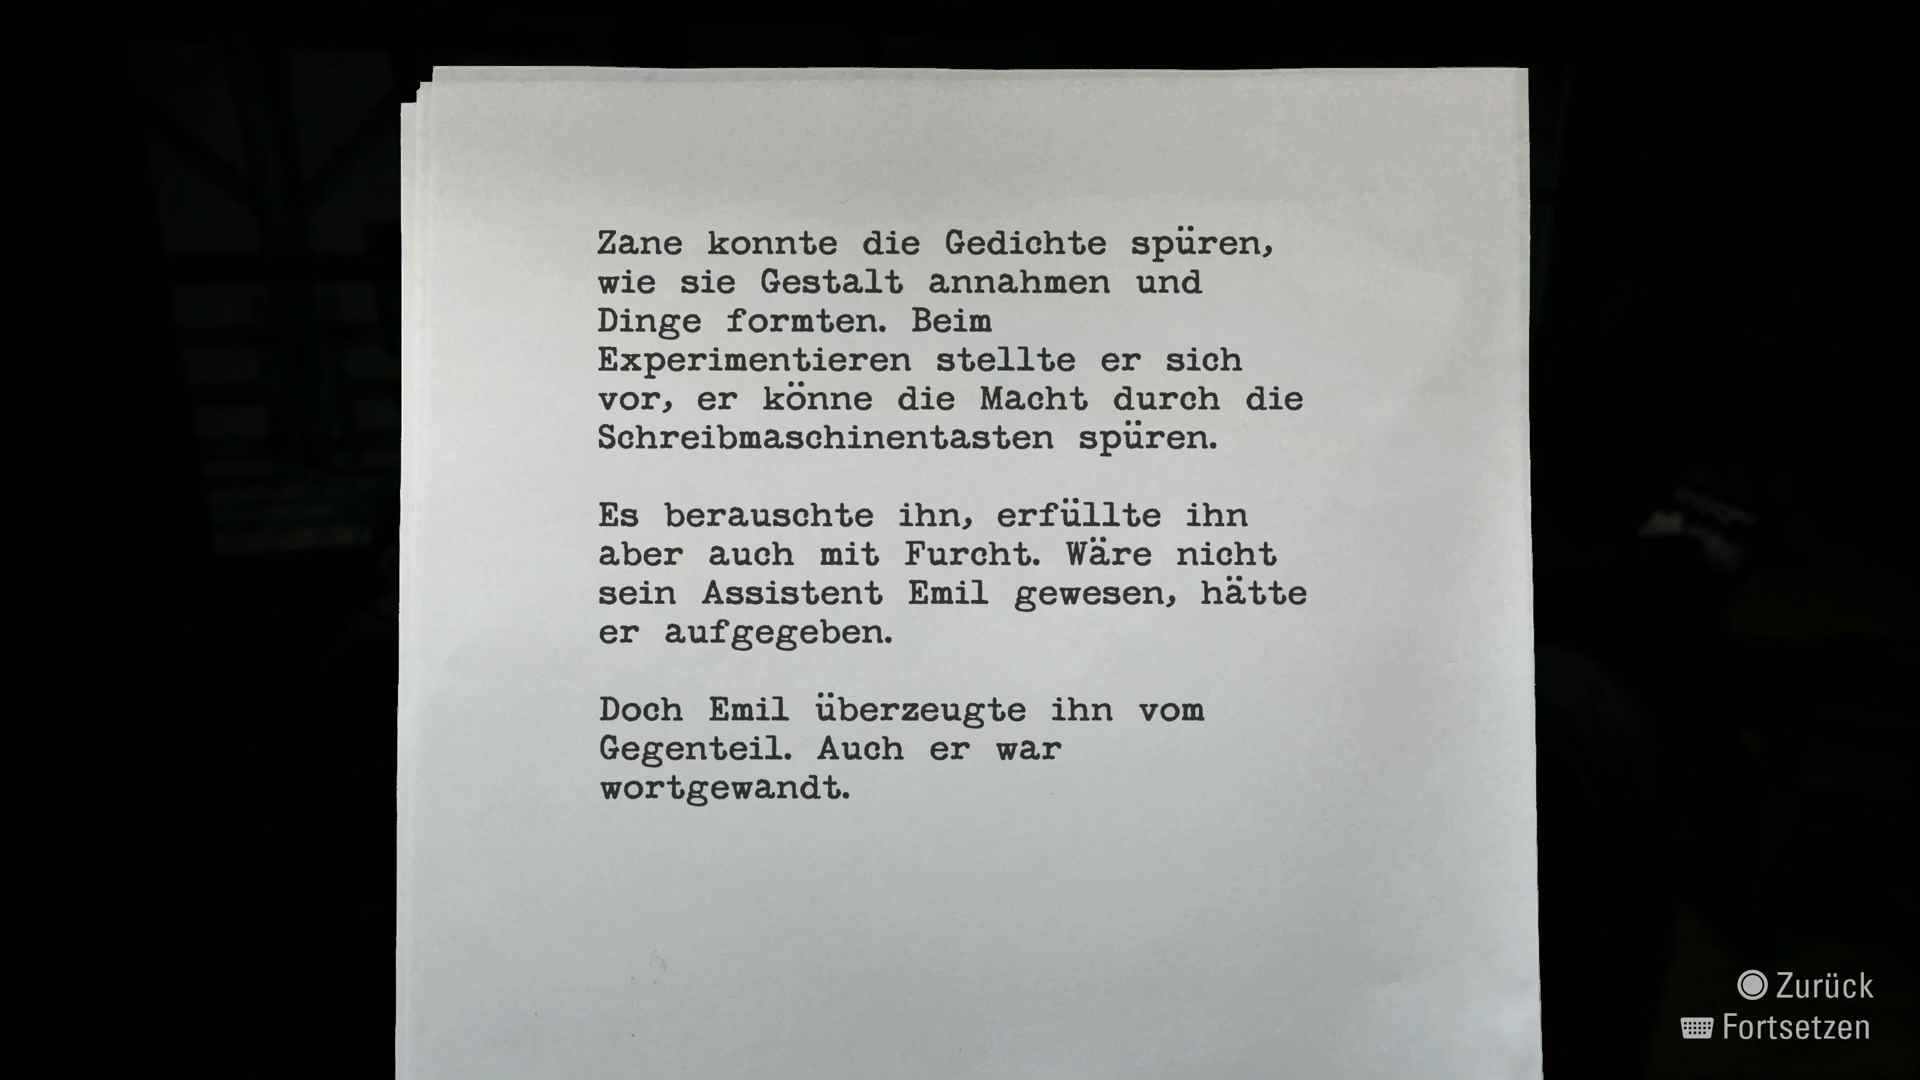 Zane konnte die Gedichte spüren,
wie sie Gestalt annahmen und
Dinge formten. Beim
Experimentieren stellte er sich
vor, er könne die Macht durch die
Schreibmaschinentasten spüren.
Es berauschte ihn, erfüllte ihn
aber auch mit Furcht. Wäre nicht
sein Assistent Emil gewesen, hätte
er aufgegeben.
Doch Emil überzeugte ihn vom
Gegenteil. Auch er war
wortgewandt.
Zurück
Fortsetzen